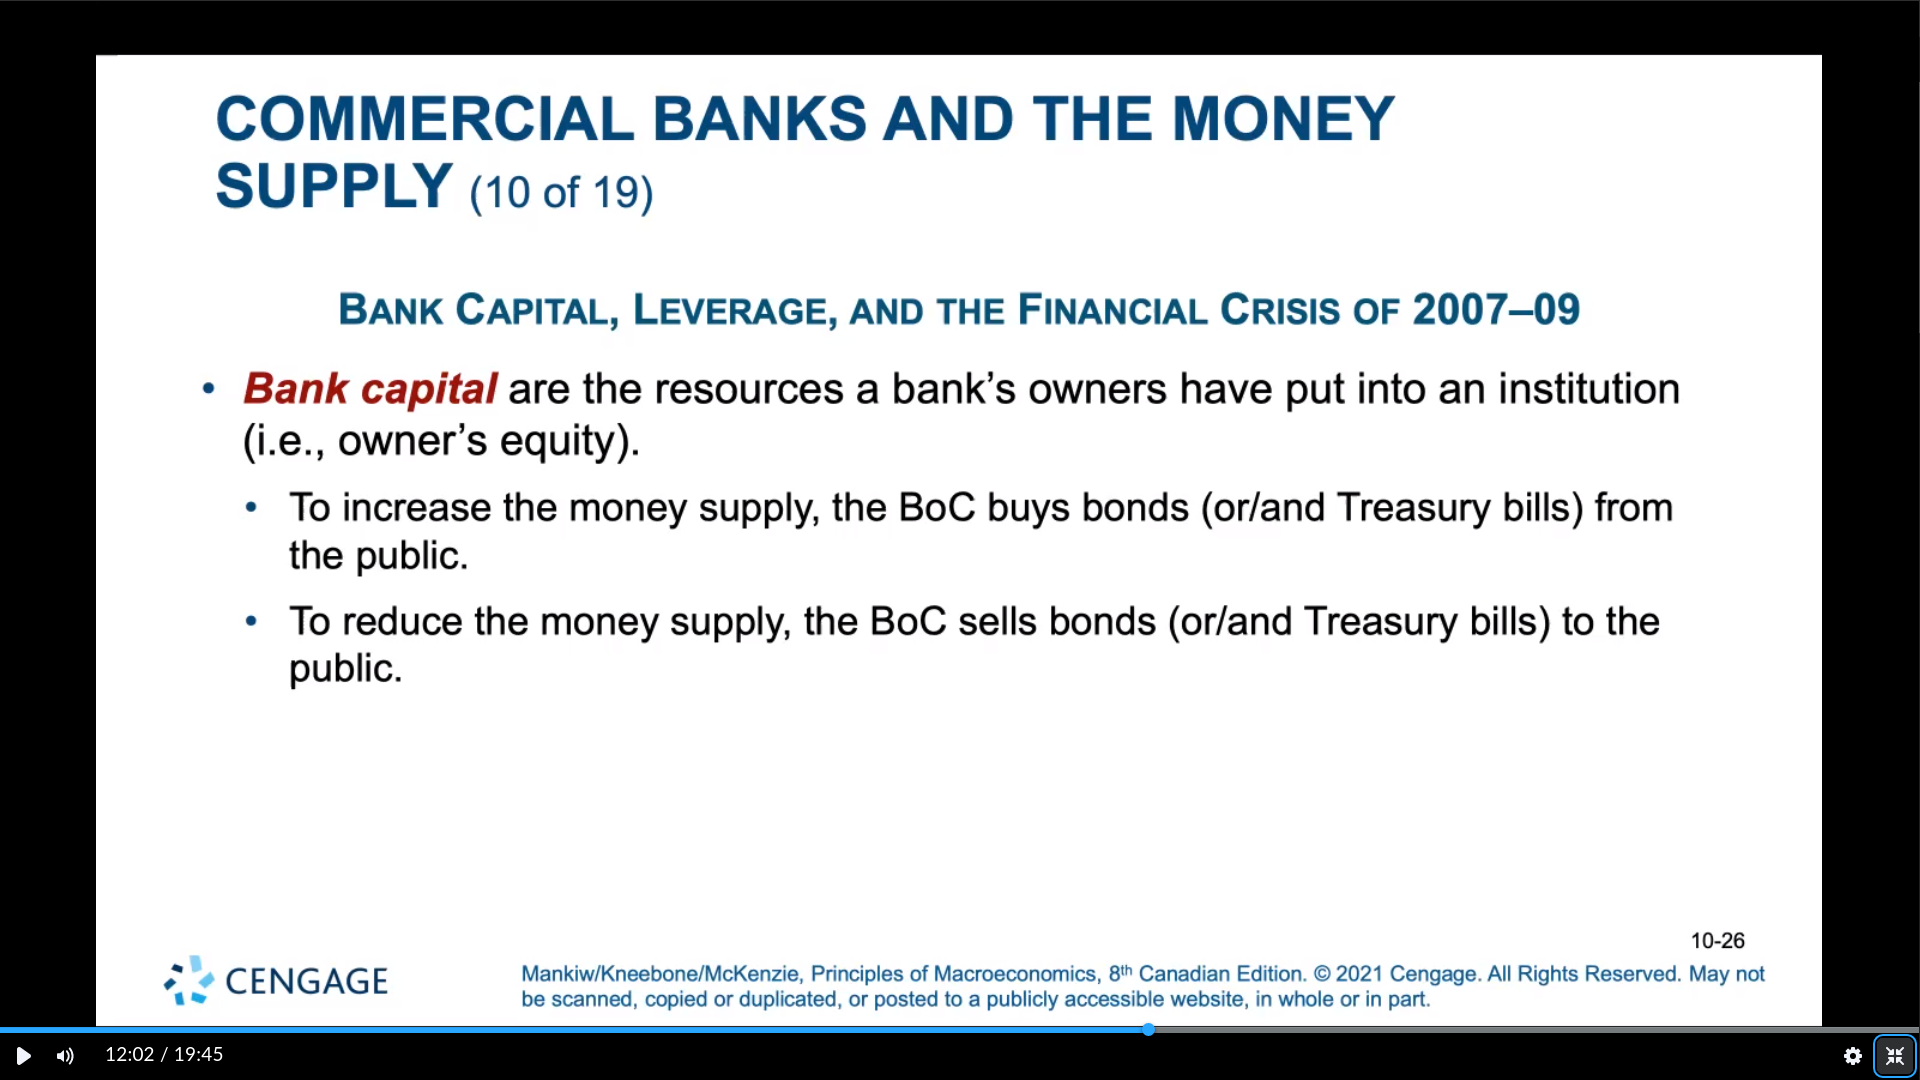 COMMERCIAL BANKS AND THE MONEY
SUPPLY (10 of 19)
BANK CAPITAL, LEVERAGE, AND THE FINANCIAL CRISIS OF 2007–09
• Bank capital are the resources a bank’s owners have put into an institution
(i.e., owner’s equity).
• To increase the money supply, the BoC buys bonds (or/and Treasury bills) from
the public.
• To reduce the money supply, the BoC sells bonds (or/and Treasury bills) to the
public.
10-26
CENGAGE
Mankiw/Kneebone/McKenzie, Principles of Macroeconomics, 8th Canadian Edition. © 2021 Cengage. All Rights Reserved. May not
be scanned, copied or duplicated, or posted to a publicly accessible website, in whole or in part.
12:02 / 19:45